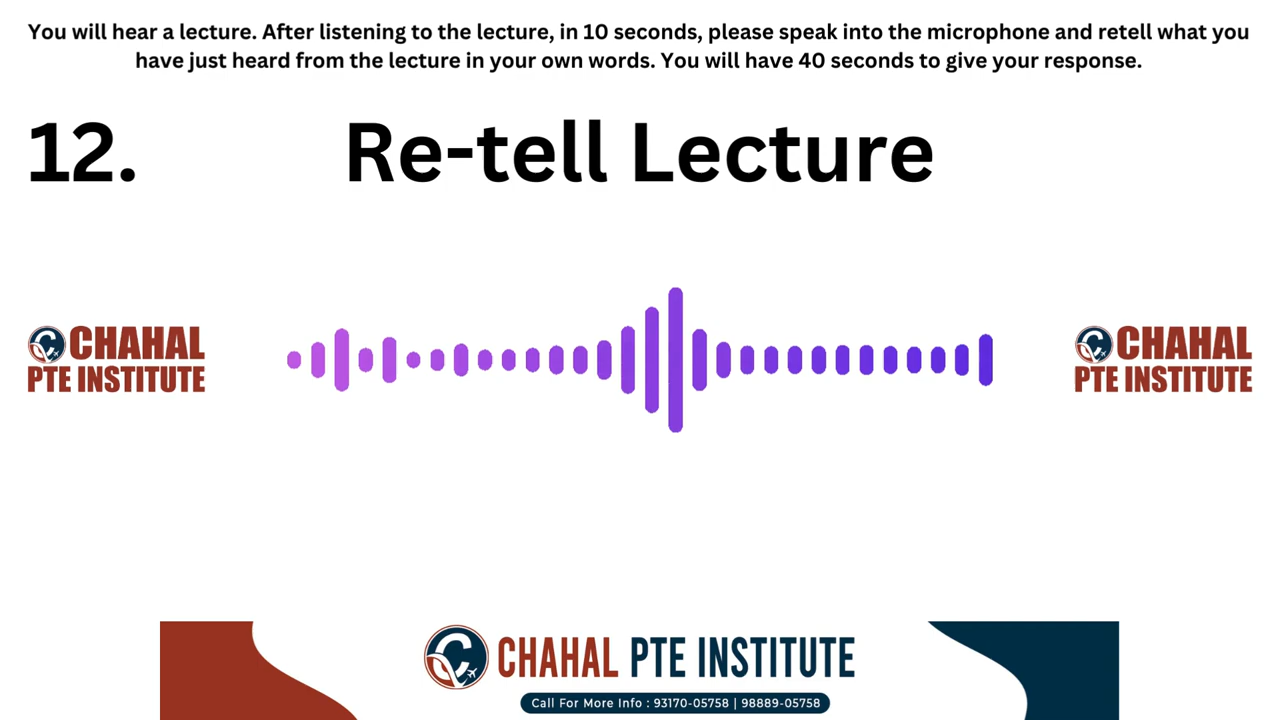 You will hear a lecture. After listening to the lecture, in 10 seconds, please speak into the microphone and retell what you
have just heard from the lecture in your own words. You will have 40 seconds to give your response.
12. Re-tell Lecture
CHAHAL
PTE INSTITUTE
CHAHAL
PTE INSTITUTE
CHAHAL PTE INSTITUTE
Call For More Info : 93170-05758 | 98889-05758